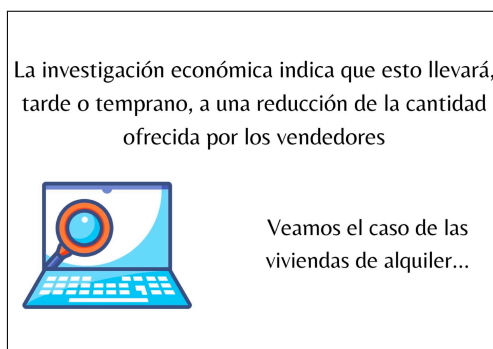 La investigación económica indica que esto llevará,
tarde o temprano, a una reducción de la cantidad
ofrecida por los vendedores
Veamos el caso de las
viviendas de alquiler...